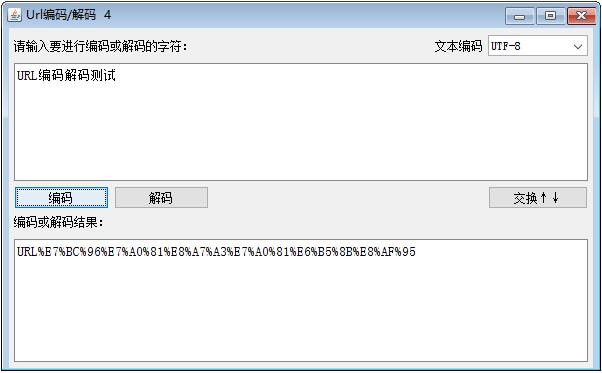 Url编码/解码 4
请输入要进行编码或解码的字符: 文本编码 UTF-8
URL编码解码测试
编码 解码 交换↑↓
编码或解码结果:
URL%E7%BC%96%E7%A0%81%E8%A7%A3%E7%A0%81%E6%B5%8B%E8%AF%95